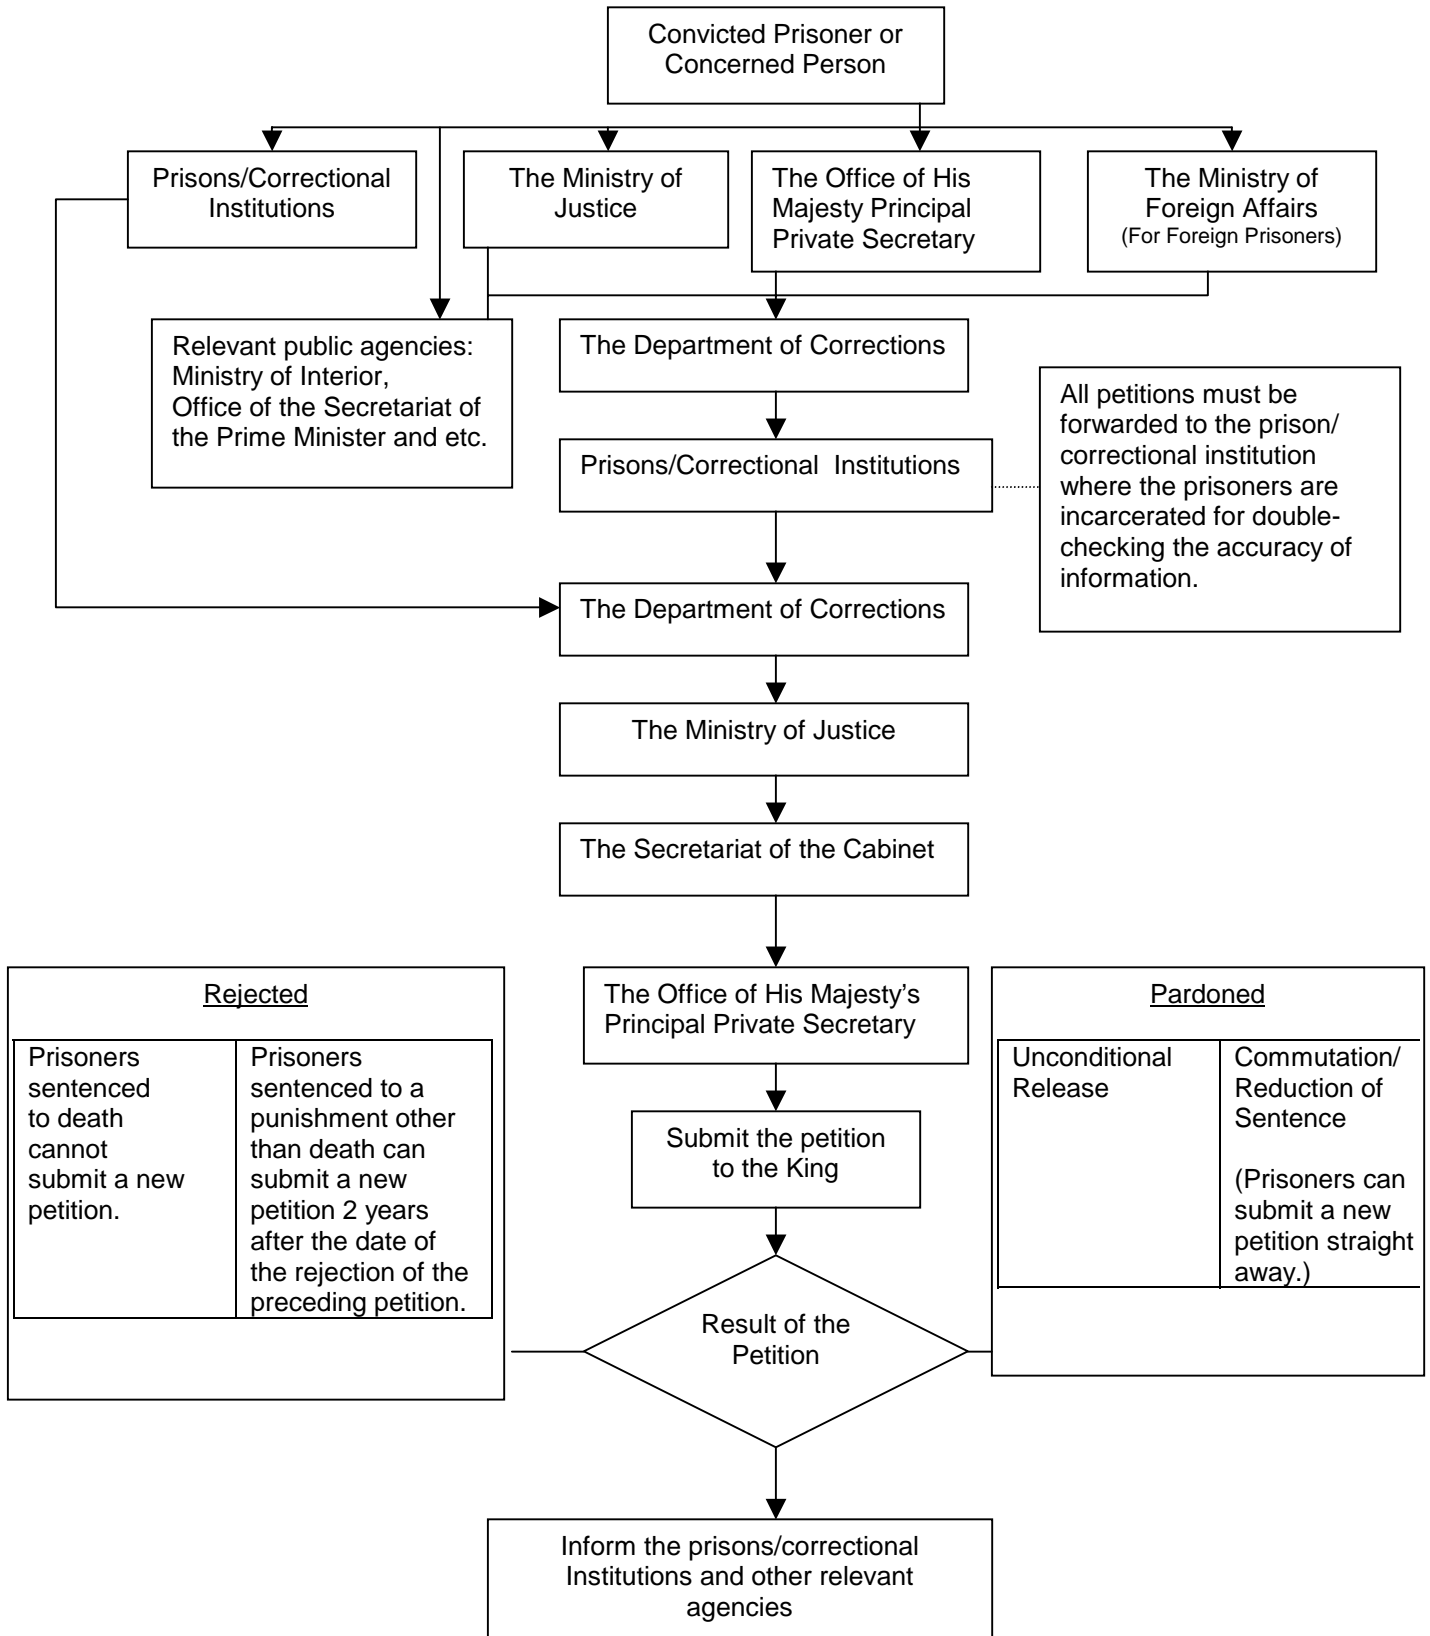 Convicted Prisoner or
Concerned Person
Prisons/Correctional
Institutions
The Ministry of
Justice
The Office of His
Majesty Principal
Private Secretary
The Ministry of
Foreign Affairs
(For Foreign Prisoners)
Relevant public agencies:
Ministry of Interior,
Office of the Secretariat of
the Prime Minister and etc.
The Department of Corrections
Prisons/Correctional Institutions
All petitions must be
forwarded to the prison/
correctional institution
where the prisoners are
incarcerated for double-
checking the accuracy of
information.
The Department of Corrections
The Ministry of Justice
The Secretariat of the Cabinet
The Office of His Majesty's
Principal Private Secretary
Submit the petition
to the King
Rejected
Prisoners
sentenced
to death
cannot
submit a new
petition.
Prisoners
sentenced to a
punishment other
than death can
submit a new
petition 2 years
after the date of
the rejection of the
preceding petition.
Pardoned
Unconditional
Release
Commutation/
Reduction of
Sentence
(Prisoners can
submit a new
petition straight
away.)
Result of the
Petition
Inform the prisons/correctional
Institutions and other relevant
agencies